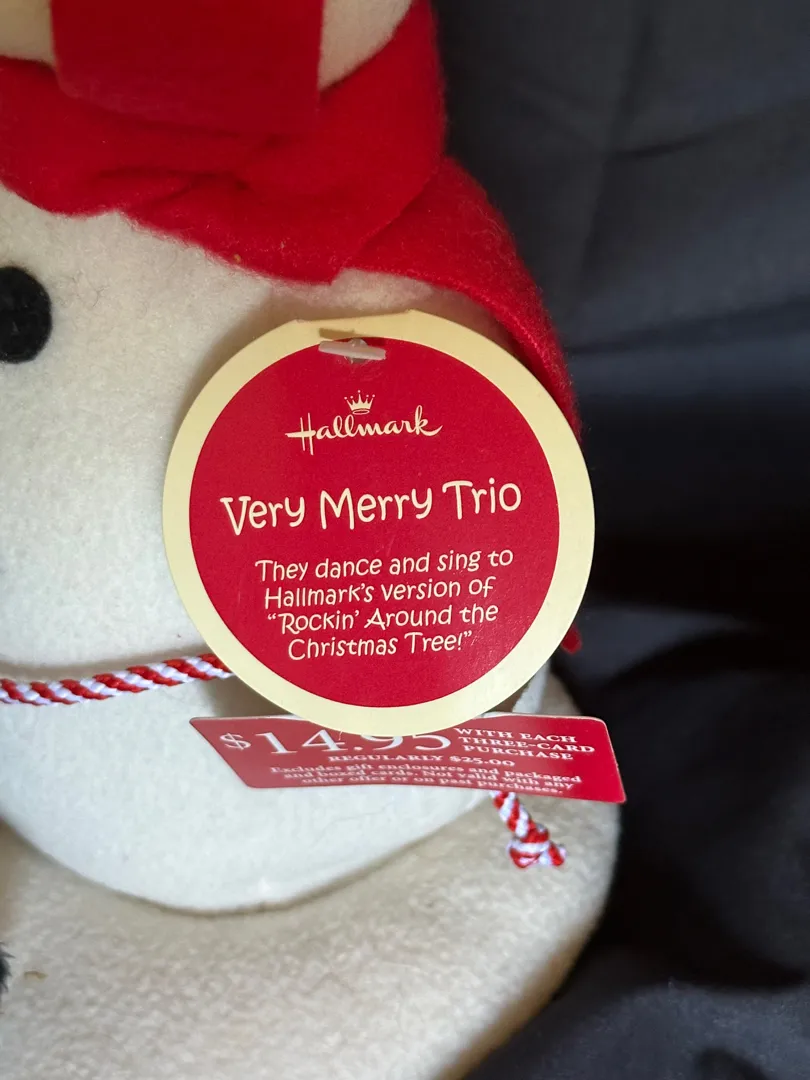 Hallmark
Very Merry Trio
They dance and sing to
Hallmark's version of
"Rockin' Around the
Christmas Tree!"
$14.95 WITH EACH
THREE-CARD
PURCHASE
REGULARLY $25.00
Excludes gift enclosures and packaged
and boxed cards. Not valid with any
other offer or on past purchases.